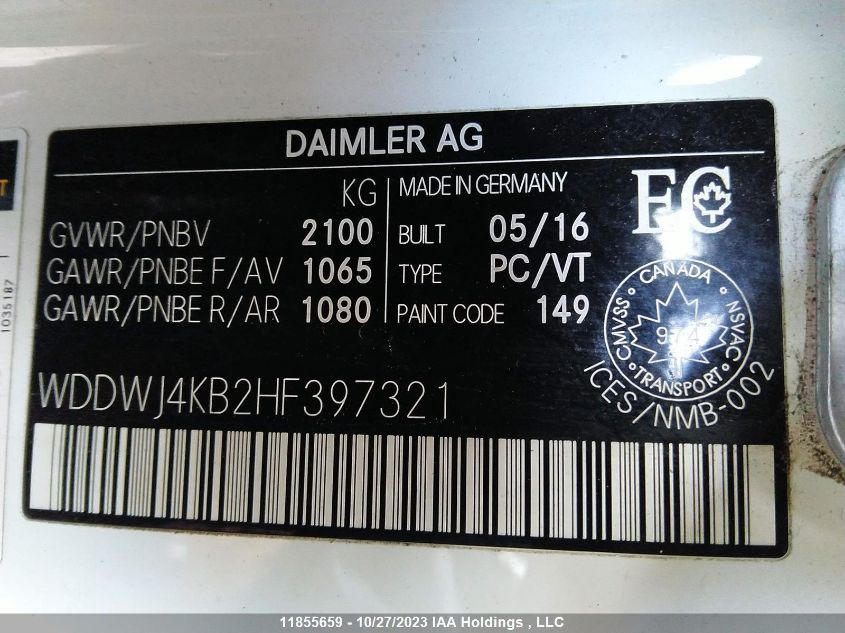 DAIMLER AG
KG
GVWR/PNBV 2100
GAWR/PNBE F/AV 1065
GAWR/PNBE R/AR 1080
MADE IN GERMANY
BUILT 05/16
TYPE PC/VT
PAINT CODE 149
EC
CANADA
CMVSS NSVAC
TRANSPORT
ICES/NMB-002
WDDWJ4KB2HF397321
T
1035187
11855659 - 10/27/2023 IAA Holdings , LLC